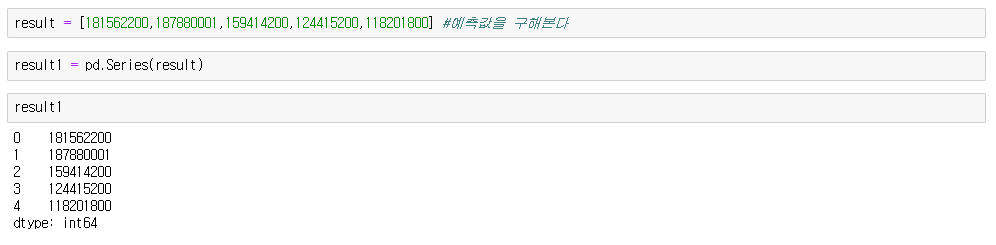 result = [181562200,187880001,159414200,124415200,118201800] #예측값을 구해본다
result1 = pd.Series(result)
result1
0    181562200
1    187880001
2    159414200
3    124415200
4    118201800
dtype: int64